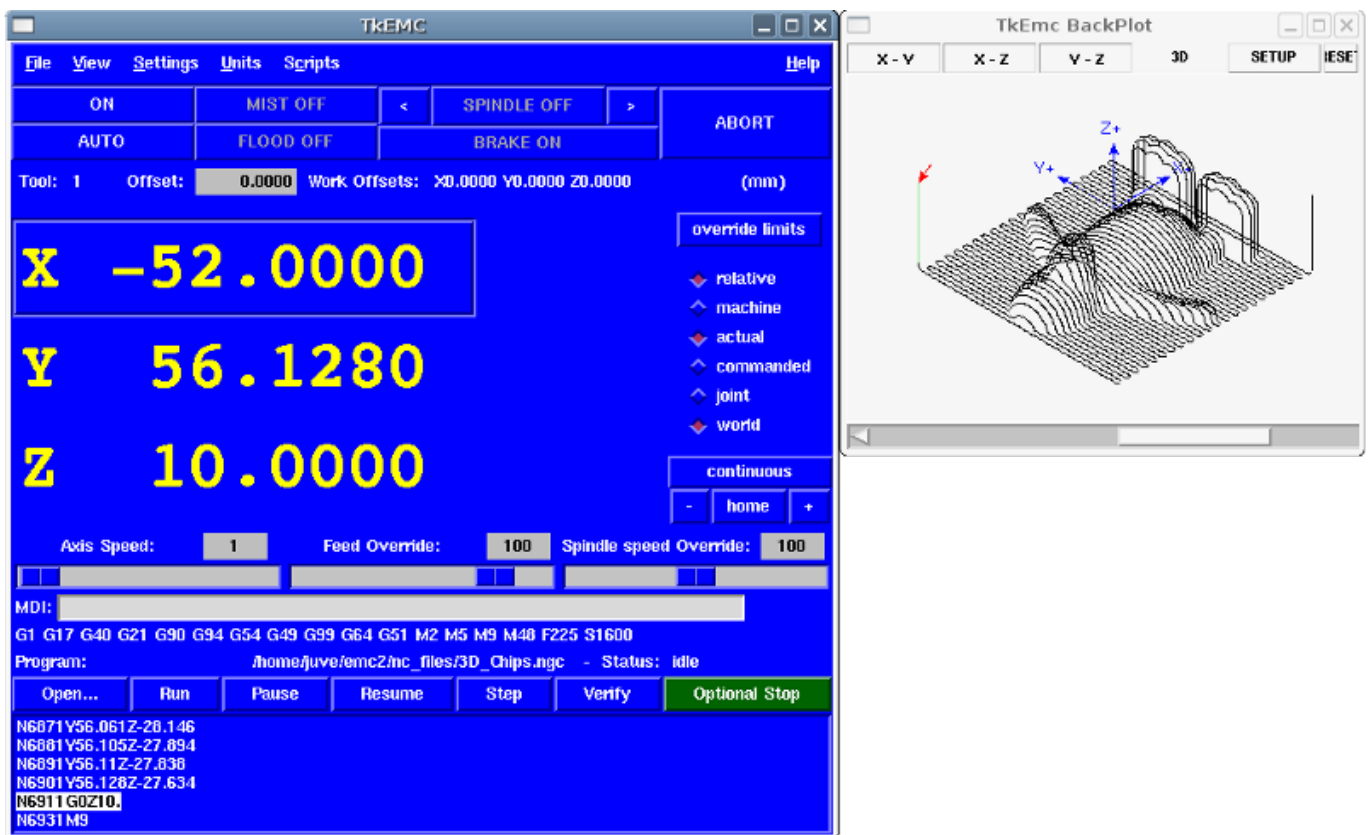 TkEMC
File View Settings Units Scripts Help
ON MIST OFF < SPINDLE OFF > ABORT
AUTO FLOOD OFF BRAKE ON
Tool: 1 Offset: 0.0000 Work Offsets: X0.0000 Y0.0000 Z0.0000 (mm)
override limits
X -52.0000
relative
machine
Y 56.1280
actual
commanded
joint
world
Z 10.0000
continuous
- home +
Axis Speed: 1 Feed Override: 100 Spindle speed Override: 100
MDI:
G1 G17 G40 G21 G90 G94 G54 G49 G99 G64 G51 M2 M5 M9 M48 F225 S1600
Program: /home/juve/emc2/nc_files/3D_Chips.ngc - Status: idle
Open... Run Pause Resume Step Verify Optional Stop
N6871Y56.061Z-28.146
N6881Y56.105Z-27.894
N6891Y56.11Z-27.838
N6901Y56.128Z-27.634
N6911G0Z10.
N6931M9
TkEmc BackPlot
X - Y X - Z Y - Z 3D SETUP
Z+
Y+ X+